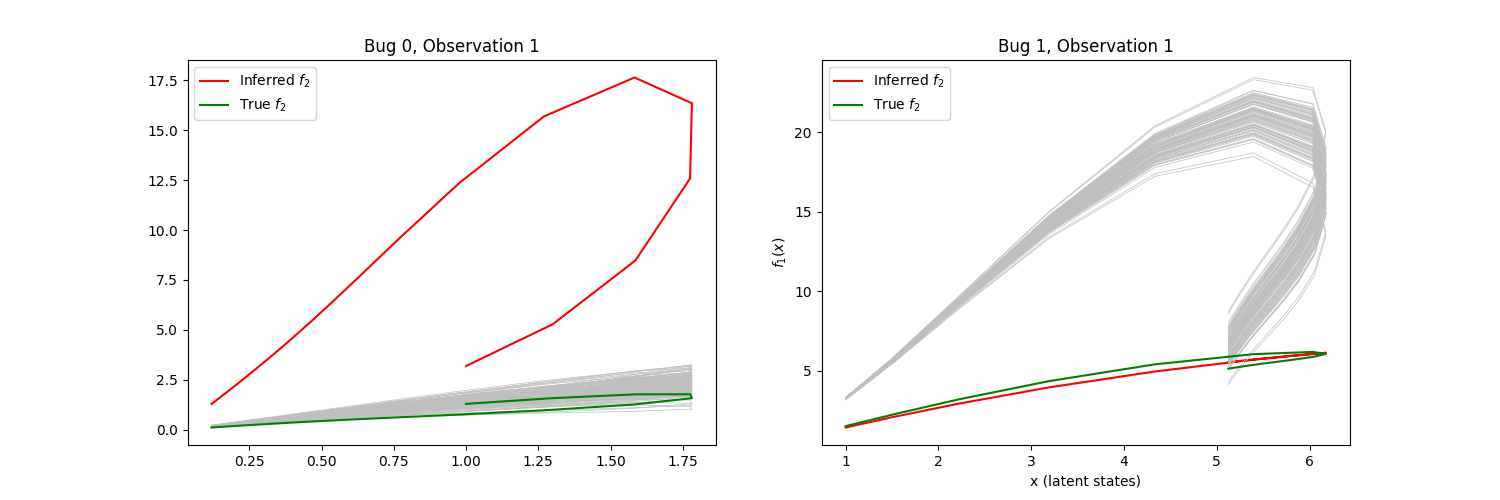 Bug 0, Observation 1
Inferred f₂
True f₂
17.5
15.0
12.5
10.0
7.5
5.0
2.5
0.0
0.25 0.50 0.75 1.00 1.25 1.50 1.75
Bug 1, Observation 1
Inferred f₂
True f₂
f₁(x)
20
15
10
5
1 2 3 4 5 6
x (latent states)